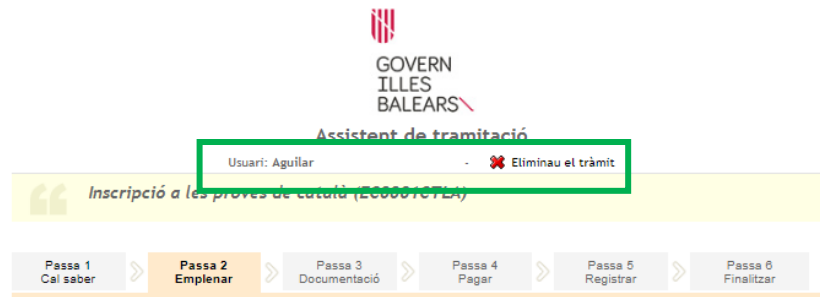 GOVERN
ILLES
BALEARS
Assistent de tramitació
Usuari: Aguilar - Eliminau el tràmit
Inscripció a les proves de català (EC0001CTLA)
Passa 1 Passa 2 Passa 3 Passa 4 Passa 5 Passa 6
Cal saber Emplenar Documentació Pagar Registrar Finalitzar